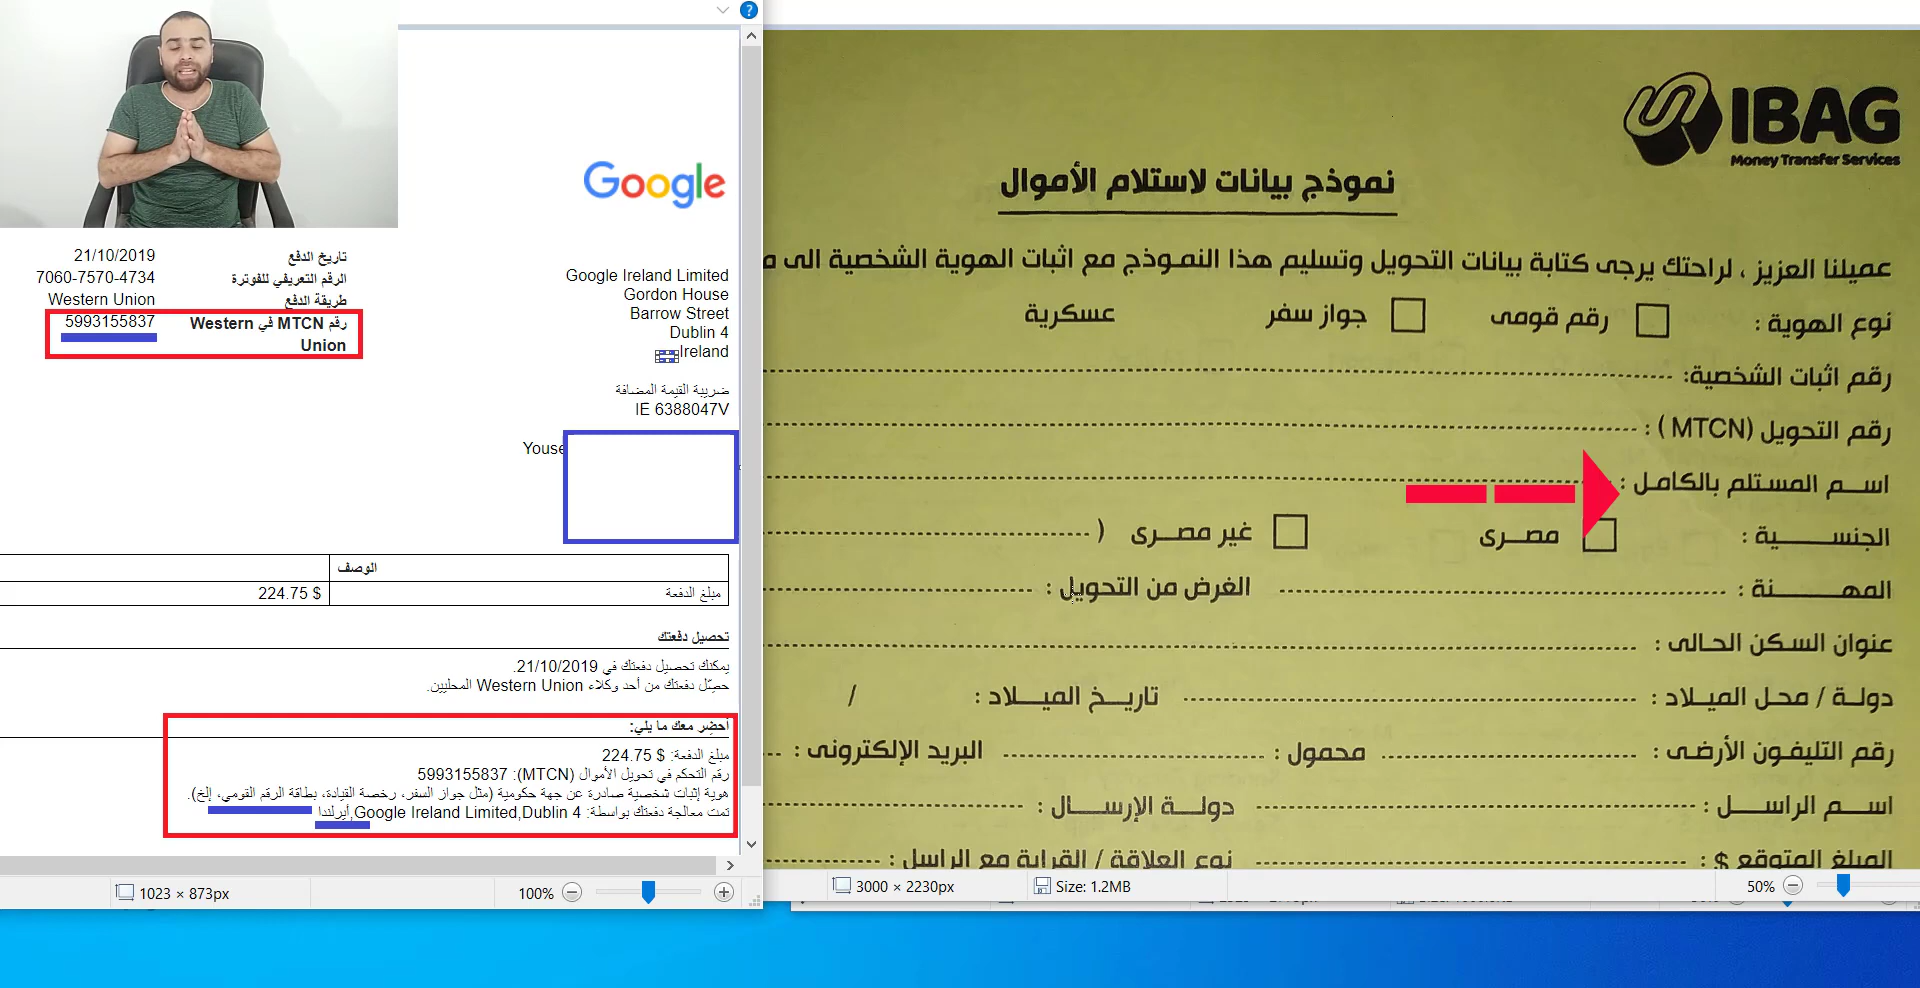 Google
تاريخ الدفع 21/10/2019
الرقم التعريفي للفوترة 7060-7570-4734
طريقة الدفع Western Union
رقم MTCN في Western Union 5993155837
Google Ireland Limited
Gordon House
Barrow Street
Dublin 4
Ireland
ضريبة القيمة المضافة
IE 6388047V
Youse
الوصف
مبلغ الدفعة $ 224.75
تحصيل دفعتك
يمكنك تحصيل دفعتك في 21/10/2019.
حصِّل دفعتك من أحد وكلاء Western Union المحليين.
أحضِر معك ما يلي:
مبلغ الدفعة: $ 224.75
رقم التحكم في تحويل الأموال (MTCN): 5993155837
هوية إثبات شخصية صادرة عن جهة حكومية (مثل جواز السفر، رخصة القيادة، بطاقة الرقم القومي، إلخ).
تمت معالجة دفعتك بواسطة: Google Ireland Limited,Dublin 4,أيرلندا
1023 × 873px
100%
IBAG
Money Transfer Services
نموذج بيانات لاستلام الأموال
عميلنا العزيز ، لراحتك يرجى كتابة بيانات التحويل وتسليم هذا النموذج مع اثبات الهوية الشخصية الى
نوع الهوية : رقم قومى جواز سفر عسكرية
رقم اثبات الشخصية:
رقم التحويل (MTCN ) :
اسم المستلم بالكامل :
الجنسية : مصرى غير مصرى (
المهنة : الغرض من التحويل :
عنوان السكن الحالى :
دولة / محل الميلاد : تاريخ الميلاد : /
رقم التليفون الأرضى : محمول : البريد الإلكترونى :
اسم الراسل : دولة الإرسال :
المبلغ المتوقع $ : نوع العلاقة / القرابة مع الراسل :
3000 × 2230px
Size: 1.2MB
50%